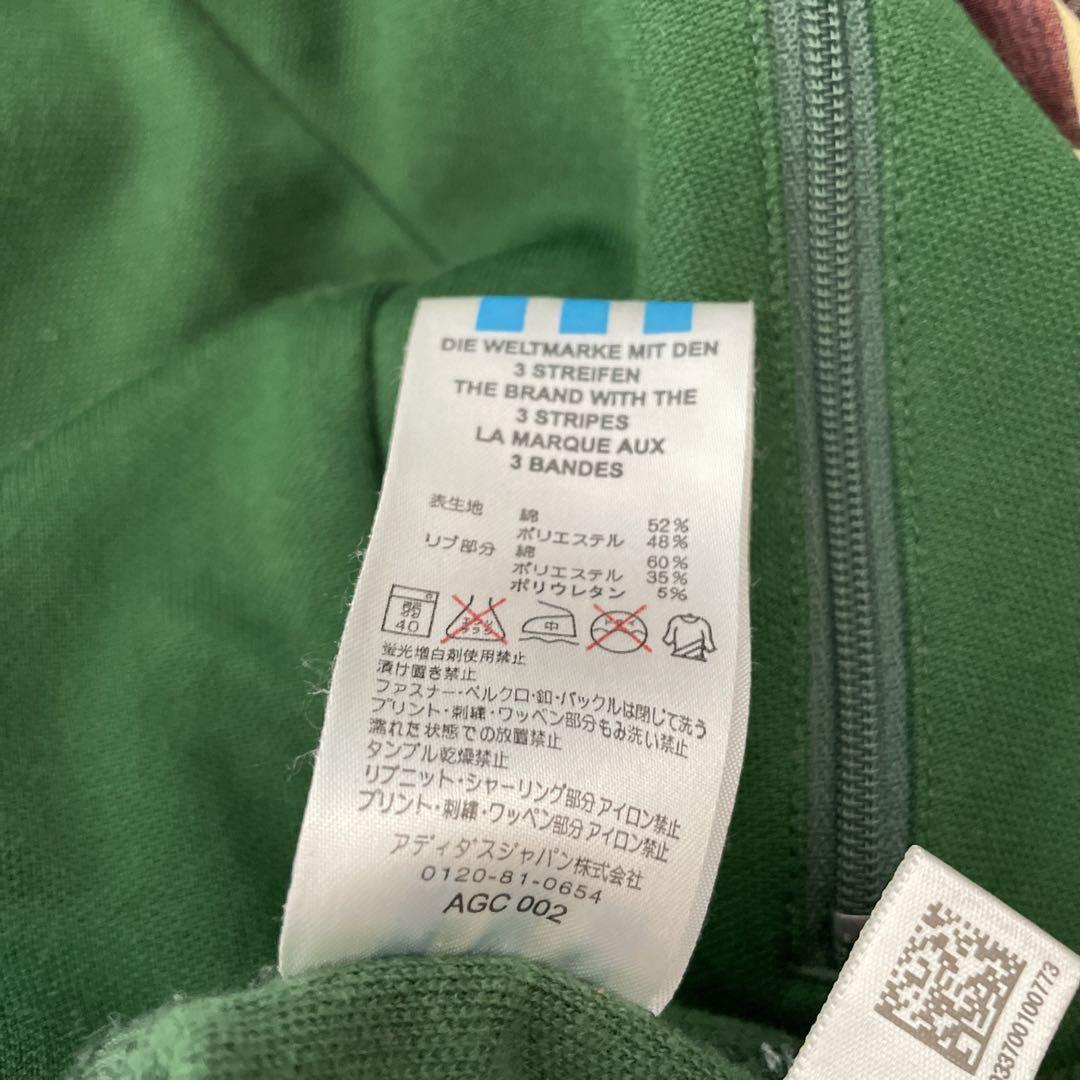 DIE WELTMARKE MIT DEN
3 STREIFEN
THE BRAND WITH THE
3 STRIPES
LA MARQUE AUX
3 BANDES
表生地 綿 52%
ポリエステル 48%
リブ部分 綿 60%
ポリエステル 35%
ポリウレタン 5%
40
中
蛍光増白剤使用禁止
漬け置き禁止
ファスナー・ベルクロ・釦・バックルは閉じて洗う
プリント・刺繍・ワッペン部分もみ洗い禁止
濡れた状態での放置禁止
タンブル乾燥禁止
リブニット・シャーリング部分アイロン禁止
プリント・刺繍・ワッペン部分アイロン禁止
アディダスジャパン株式会社
0120-81-0654
AGC 002